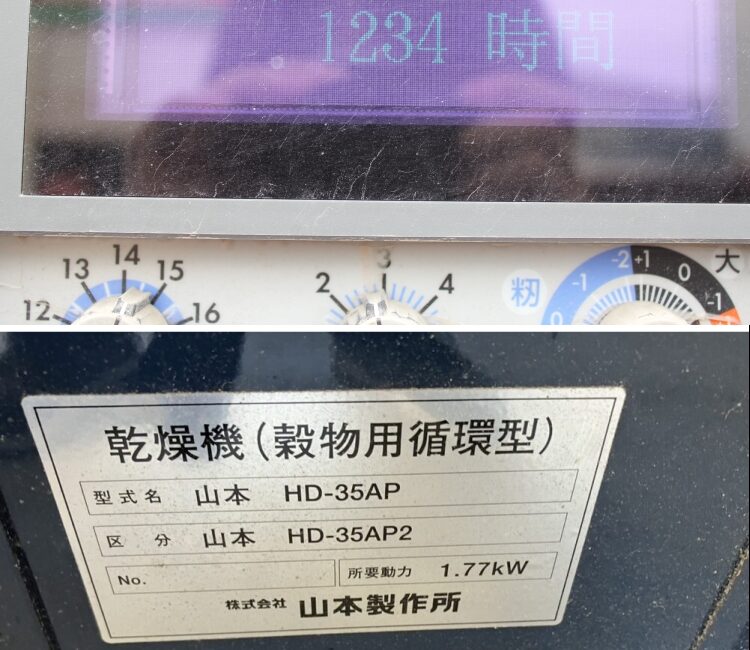 1234 時間
12 13 14 15 16
2 3 4
籾 0 -1 -2 +1 0 -1 大
乾燥機(穀物用循環型)
型式名 山本 HD-35AP
区分 山本 HD-35AP2
No. 所要動力 1.77kW
株式会社 山本製作所